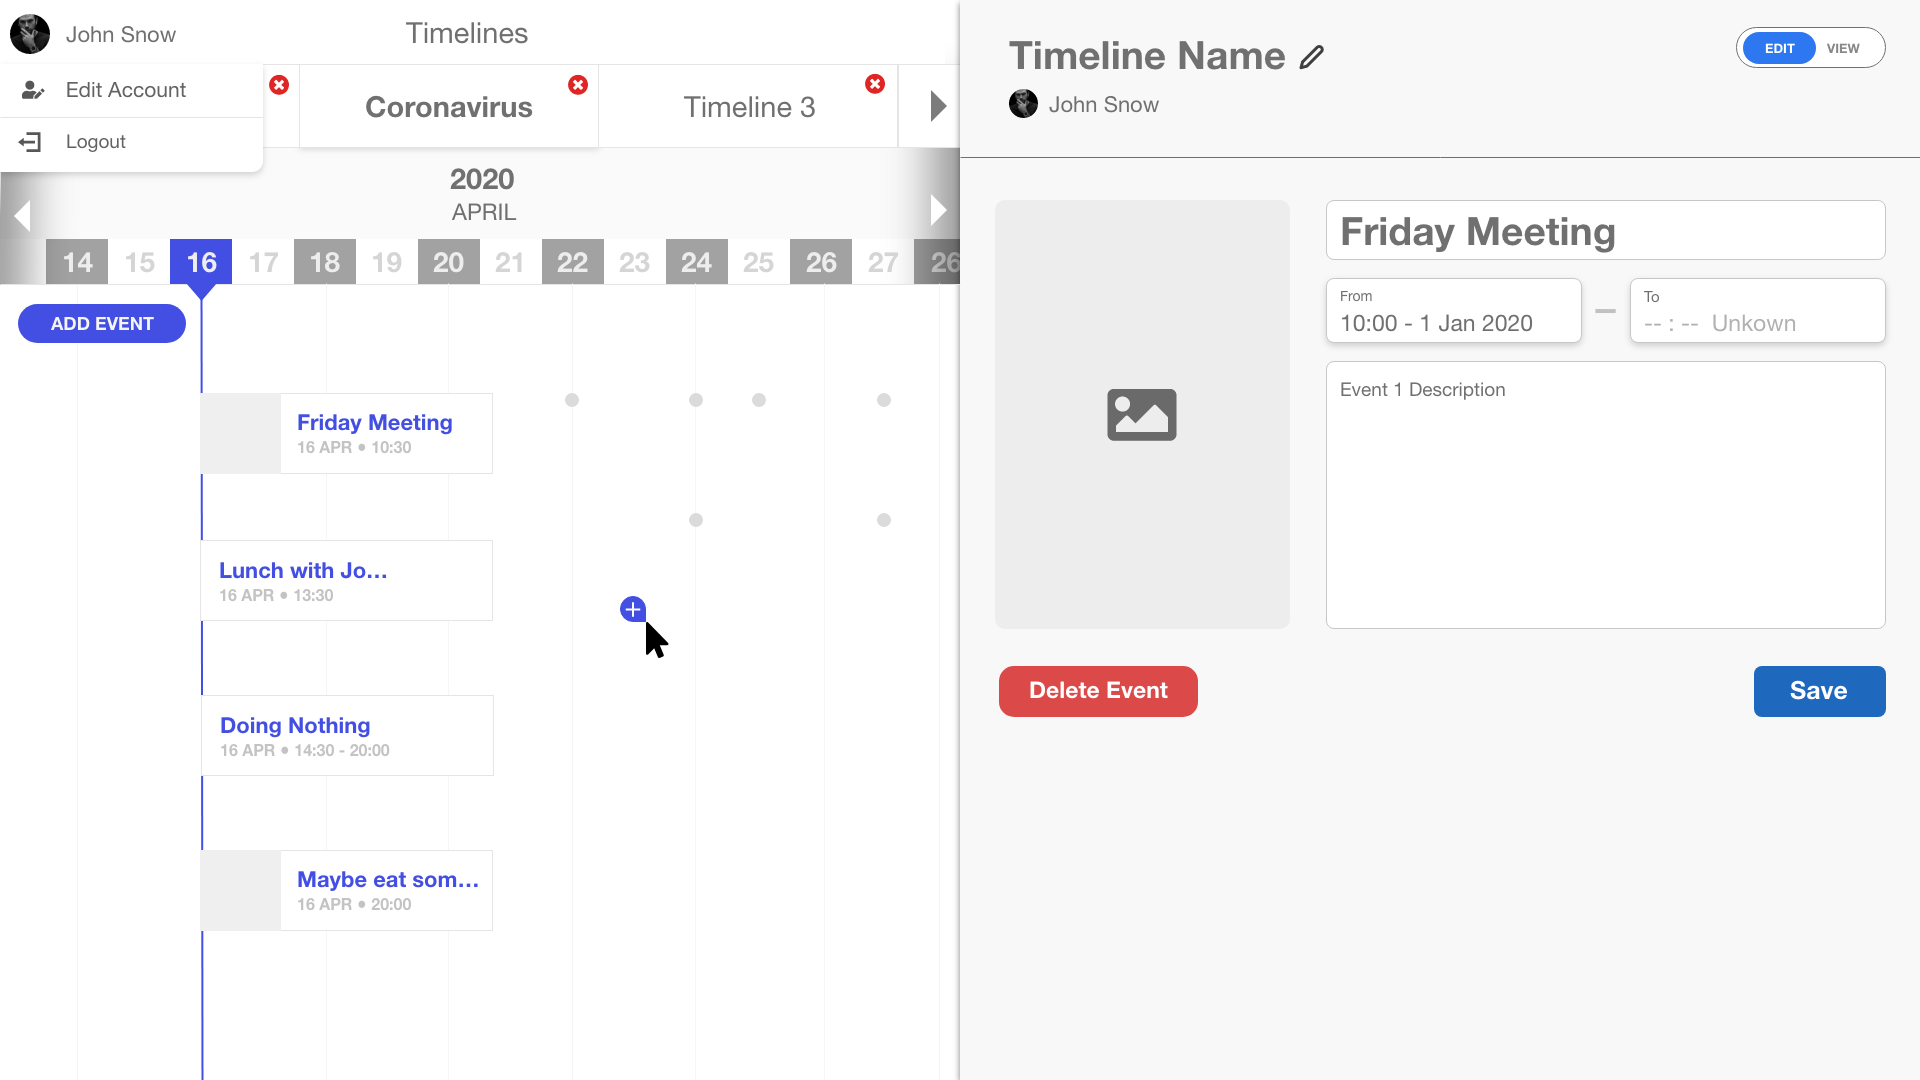 John Snow
Timelines
Edit Account
Logout
Coronavirus
Timeline 3
2020
APRIL
14 15 16 17 18 19 20 21 22 23 24 25 26 27 26
ADD EVENT
Friday Meeting
16 APR • 10:30
Lunch with Jo...
16 APR • 13:30
Doing Nothing
16 APR • 14:30 - 20:00
Maybe eat som...
16 APR • 20:00
Timeline Name
EDIT VIEW
John Snow
Friday Meeting
From
10:00 - 1 Jan 2020
To
-- : -- Unkown
Event 1 Description
Delete Event
Save